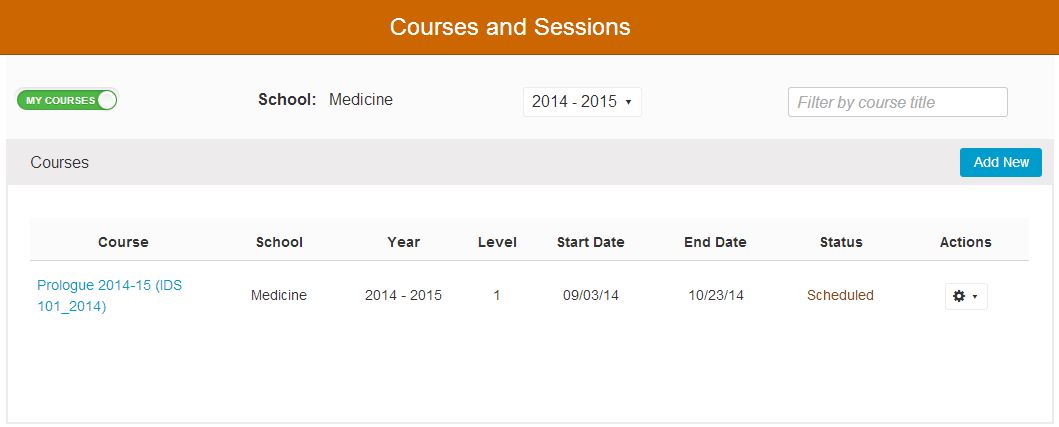 Courses and Sessions
MY COURSES School: Medicine 2014 - 2015 Filter by course title
Courses Add New
Course School Year Level Start Date End Date Status Actions
Prologue 2014-15 (IDS
101_2014) Medicine 2014 - 2015 1 09/03/14 10/23/14 Scheduled